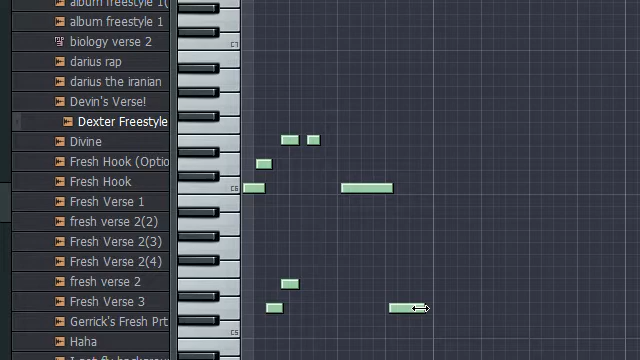 album freestyle 1(
album freestyle 1
biology verse 2
darius rap
darius the iranian
Devin's Verse!
Dexter Freestyle
Divine
Fresh Hook (Optio
Fresh Hook
Fresh Verse 1
fresh verse 2(2)
Fresh Verse 2(3)
Fresh Verse 2(4)
fresh verse 2
Fresh Verse 3
Gerrick's Fresh Prt
Haha
C7
C6
C5